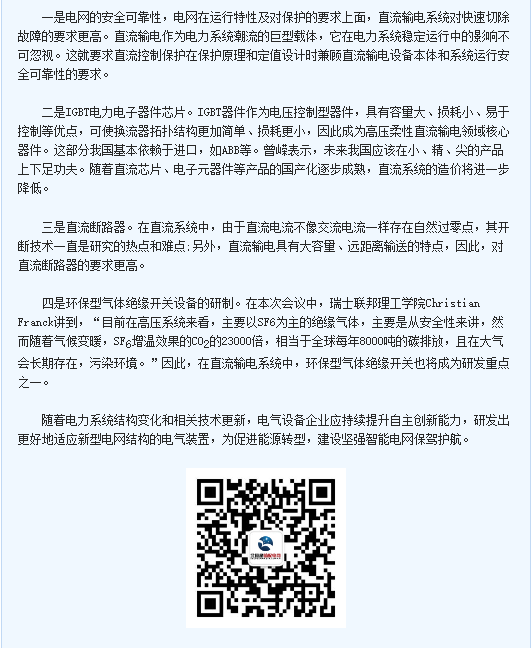 一是电网的安全可靠性，电网在运行特性及对保护的要求上面，直流输电系统对快速切除
故障的要求更高。直流输电作为电力系统潮流的巨型载体，它在电力系统稳定运行中的影响不
可忽视。这就要求直流控制保护在保护原理和定值设计时兼顾直流输电设备本体和系统运行安
全可靠性的要求。
二是IGBT电力电子器件芯片。IGBT器件作为电压控制型器件，具有容量大、损耗小、易于
控制等优点，可使换流器拓扑结构更加简单、损耗更小，因此成为高压柔性直流输电领域核心
器件。这部分我国基本依赖于进口，如ABB等。曾嵘表示，未来我国应该在小、精、尖的产品
上下足功夫。随着直流芯片、电子元器件等产品的国产化逐步成熟，直流系统的造价将进一步
降低。
三是直流断路器。在直流系统中，由于直流电流不像交流电流一样存在自然过零点，其开
断技术一直是研究的热点和难点;另外，直流输电具有大容量、远距离输送的特点，因此，对
直流断路器的要求更高。
四是环保型气体绝缘开关设备的研制。在本次会议中，瑞士联邦理工学院Christian
Franck讲到，“目前在高压系统来看，主要以SF6为主的绝缘气体，主要是从安全性来讲，然
而随着气候变暖，SF6增温效果的CO2的23000倍，相当于全球每年8000吨的碳排放，且在大气
会长期存在，污染环境。”因此，在直流输电系统中，环保型气体绝缘开关也将成为研发重点
之一。
随着电力系统结构变化和相关技术更新，电气设备企业应持续提升自主创新能力，研发出
更好地适应新型电网结构的电气装置，为促进能源转型，建设坚强智能电网保驾护航。